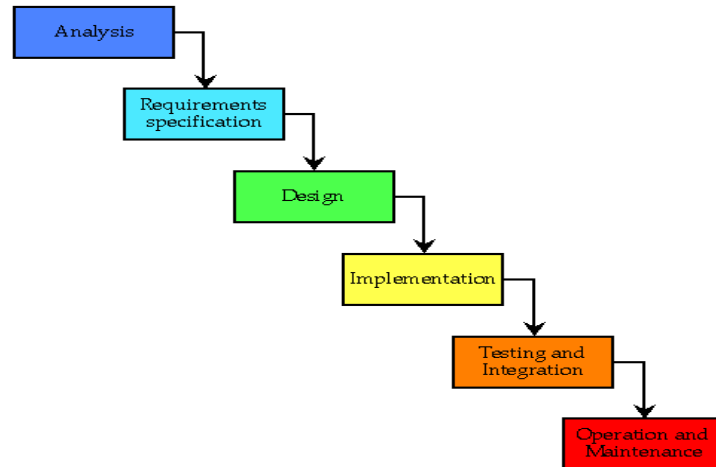 Analysis
Requirements
specification
Design
Implementation
Testing and
Integration
Operation and
Maintenance